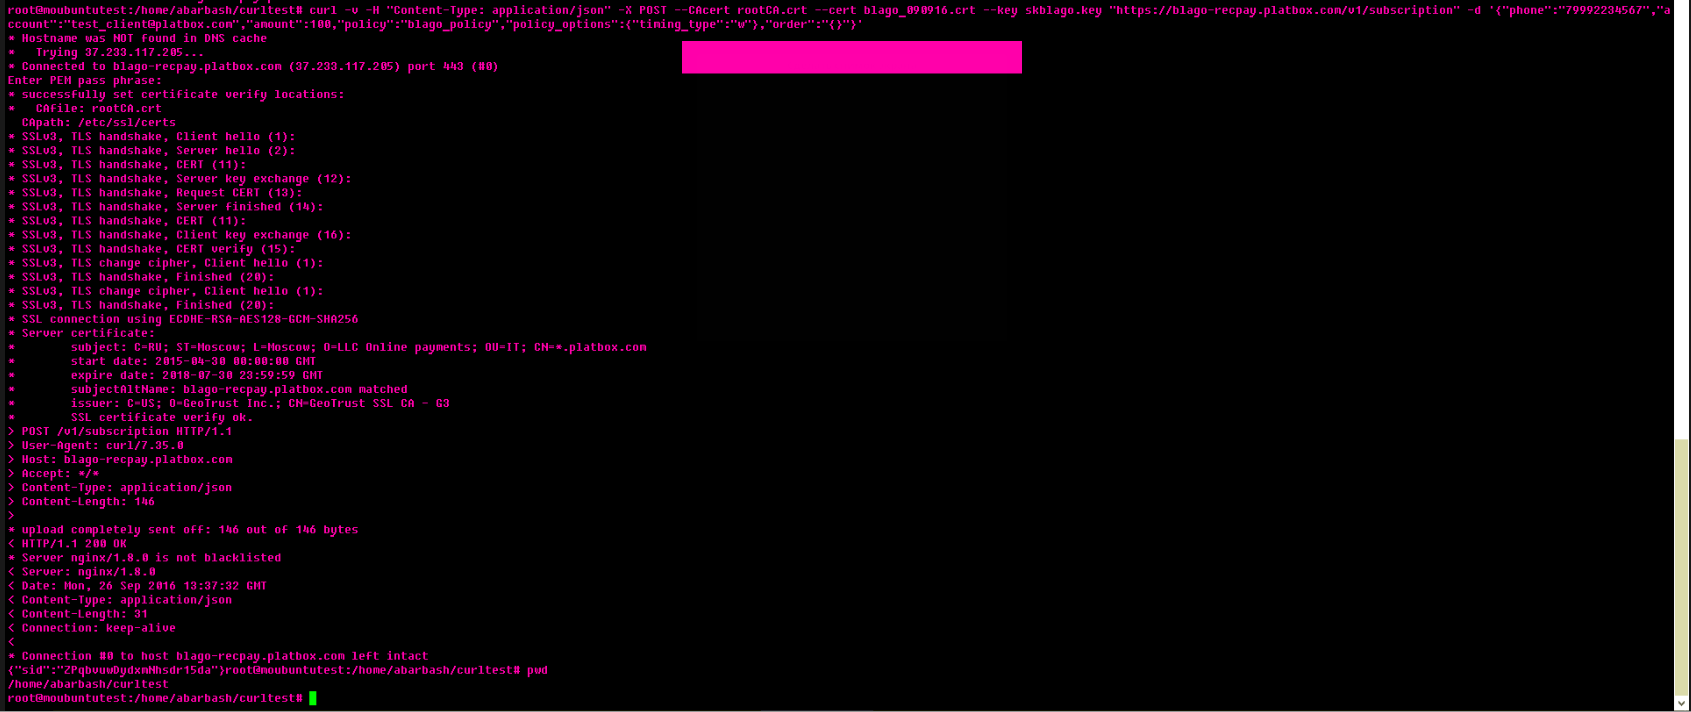 root@moubuntutest:/home/abarbash/curltest# curl -v -H "Content-Type: application/json" -X POST --CAcert rootCA.crt --cert blago_090916.crt --key skblago.key "https://blago-recpay.platbox.com/v1/subscription" -d '{"phone":"79992234567","a
ccount":"test_client@platbox.com","amount":100,"policy":"blago_policy","policy_options":{"timing_type":"w"},"order":"{}"}'
* Hostname was NOT found in DNS cache
*   Trying 37.233.117.205...
* Connected to blago-recpay.platbox.com (37.233.117.205) port 443 (#0)
Enter PEM pass phrase:
* successfully set certificate verify locations:
*   CAfile: rootCA.crt
  CApath: /etc/ssl/certs
* SSLv3, TLS handshake, Client hello (1):
* SSLv3, TLS handshake, Server hello (2):
* SSLv3, TLS handshake, CERT (11):
* SSLv3, TLS handshake, Server key exchange (12):
* SSLv3, TLS handshake, Request CERT (13):
* SSLv3, TLS handshake, Server finished (14):
* SSLv3, TLS handshake, CERT (11):
* SSLv3, TLS handshake, Client key exchange (16):
* SSLv3, TLS handshake, CERT verify (15):
* SSLv3, TLS change cipher, Client hello (1):
* SSLv3, TLS handshake, Finished (20):
* SSLv3, TLS change cipher, Client hello (1):
* SSLv3, TLS handshake, Finished (20):
* SSL connection using ECDHE-RSA-AES128-GCM-SHA256
* Server certificate:
*        subject: C=RU; ST=Moscow; L=Moscow; O=LLC Online payments; OU=IT; CN=*.platbox.com
*        start date: 2015-04-30 00:00:00 GMT
*        expire date: 2018-07-30 23:59:59 GMT
*        subjectAltName: blago-recpay.platbox.com matched
*        issuer: C=US; O=GeoTrust Inc.; CN=GeoTrust SSL CA - G3
*        SSL certificate verify ok.
> POST /v1/subscription HTTP/1.1
> User-Agent: curl/7.35.0
> Host: blago-recpay.platbox.com
> Accept: */*
> Content-Type: application/json
> Content-Length: 146
>
* upload completely sent off: 146 out of 146 bytes
< HTTP/1.1 200 OK
* Server nginx/1.8.0 is not blacklisted
< Server: nginx/1.8.0
< Date: Mon, 26 Sep 2016 13:37:32 GMT
< Content-Type: application/json
< Content-Length: 31
< Connection: keep-alive
<
* Connection #0 to host blago-recpay.platbox.com left intact
{"sid":"ZPqbvuwDydxmNhsdr15da"}root@moubuntutest:/home/abarbash/curltest# pwd
/home/abarbash/curltest
root@moubuntutest:/home/abarbash/curltest#